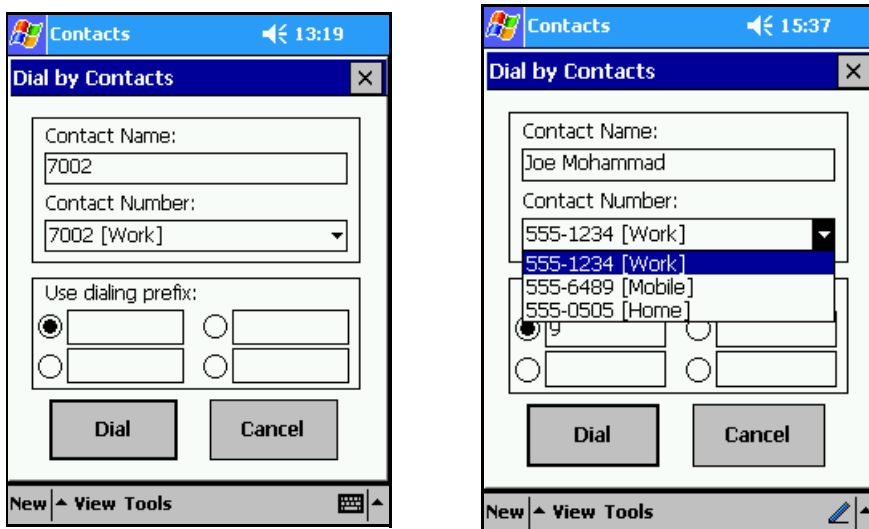 Contacts 13:19
Dial by Contacts
Contact Name:
7002
Contact Number:
7002 [Work]
Use dialing prefix:
Dial Cancel
New View Tools
Contacts 15:37
Dial by Contacts
Contact Name:
Joe Mohammad
Contact Number:
555-1234 [Work]
555-1234 [Work]
555-6489 [Mobile]
555-0505 [Home]
Dial Cancel
New View Tools